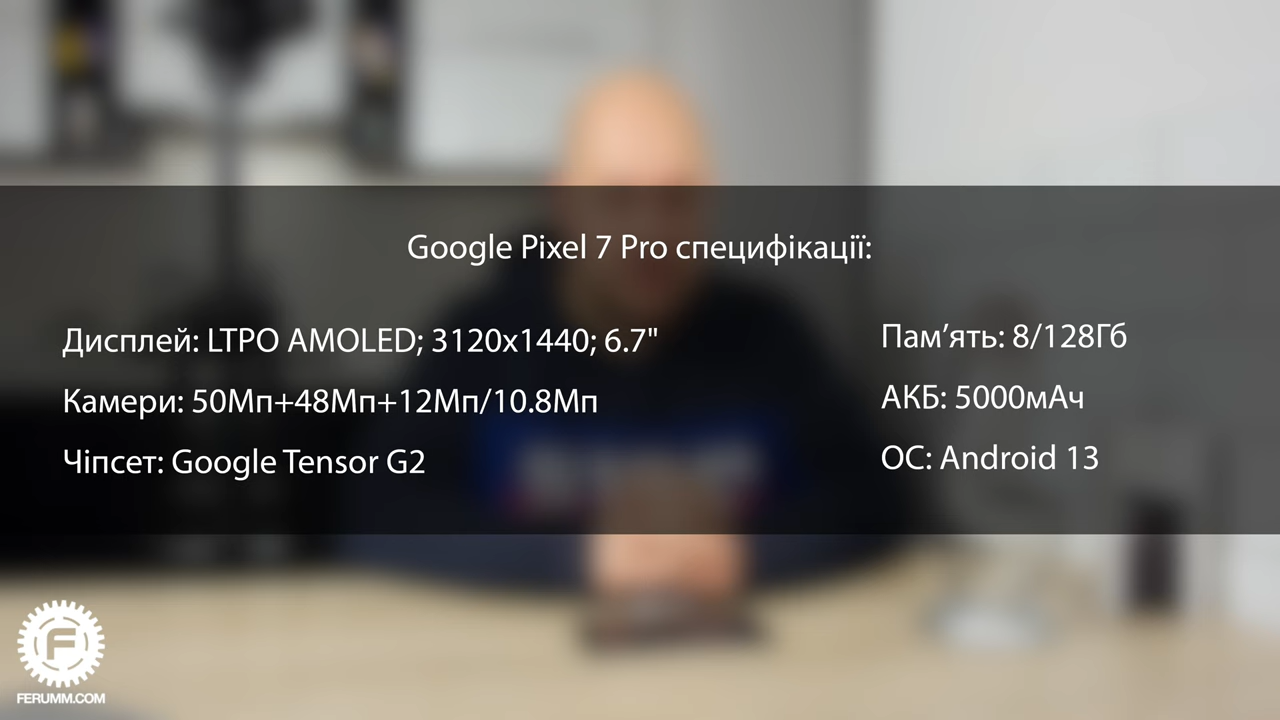 Google Pixel 7 Pro специфікації:
Дисплей: LTPO AMOLED; 3120x1440; 6.7"
Камери: 50Мп+48Мп+12Мп/10.8Мп
Чіпсет: Google Tensor G2
Пам’ять: 8/128Гб
АКБ: 5000мАч
ОС: Android 13
F
FERUMM.COM